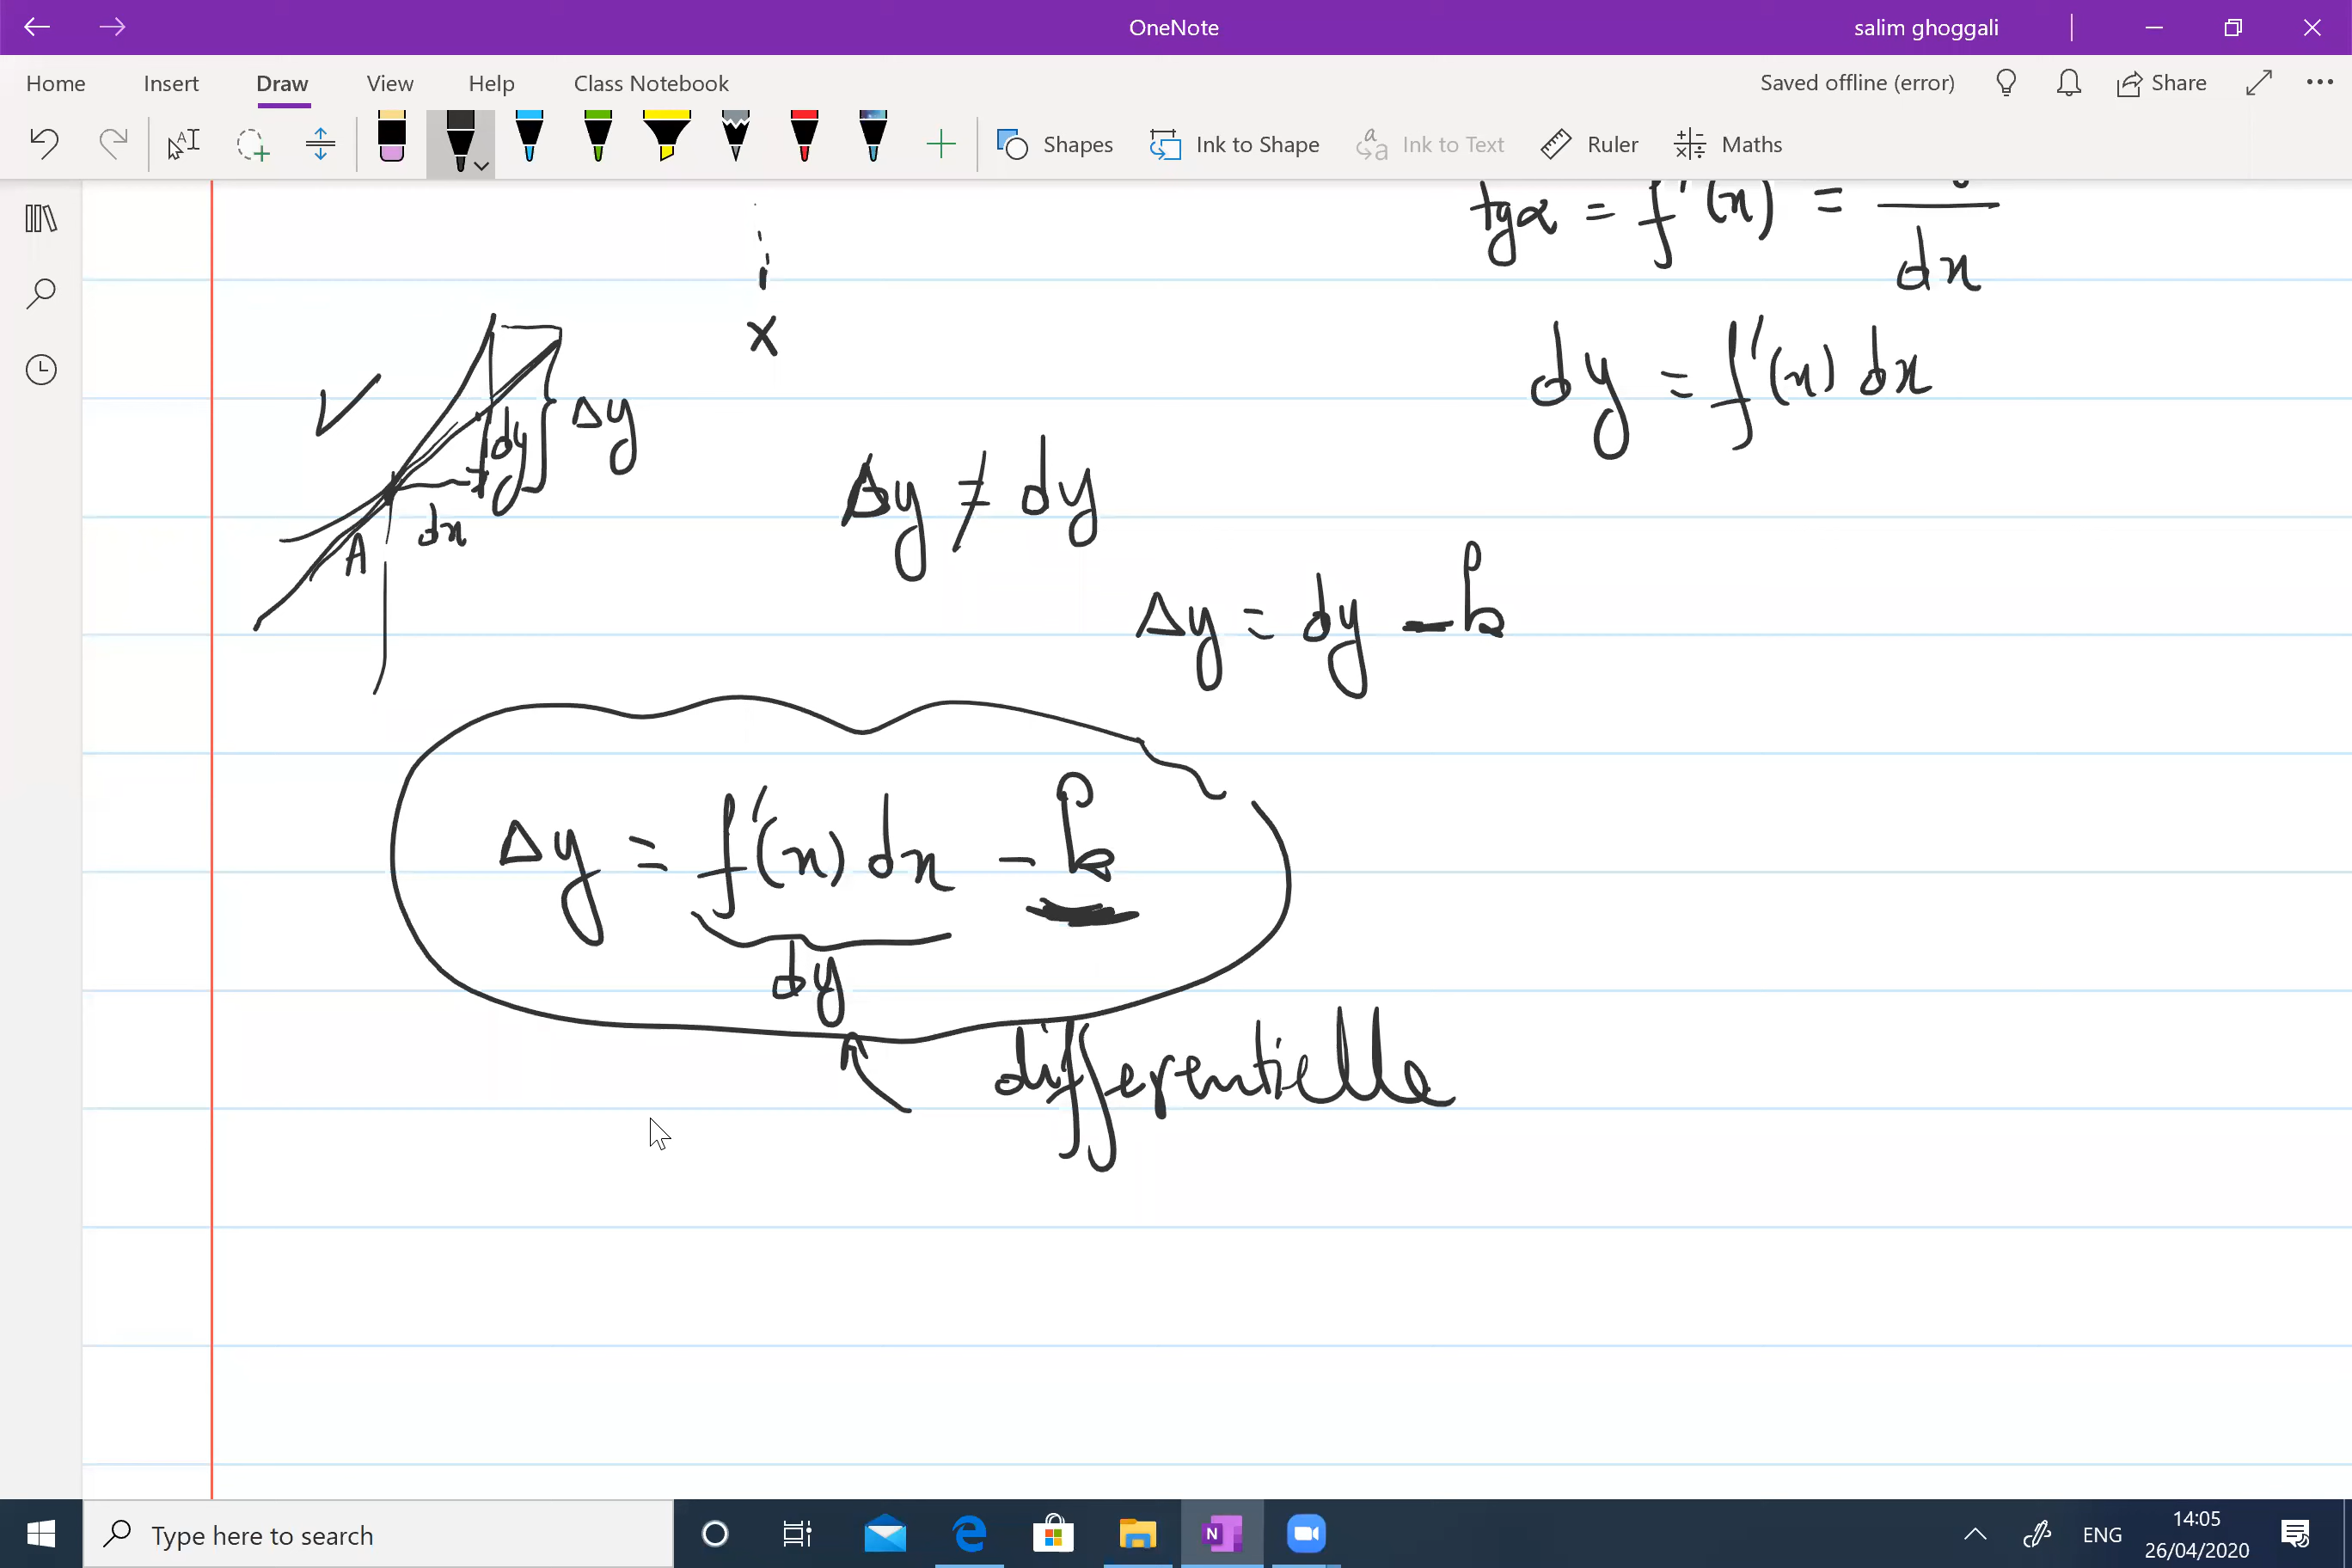 OneNote
salim ghoggali
Home Insert Draw View Help Class Notebook
Saved offline (error) Share
Shapes Ink to Shape Ink to Text Ruler Maths
tgα = f'(x) =
dx
x
dy = f'(x) dx
Δy
dy
dx
A
Δy ≠ dy
Δy = dy -
Δy = f'(x) dx -
dy
differentielle
Type here to search
ENG
14:05
26/04/2020